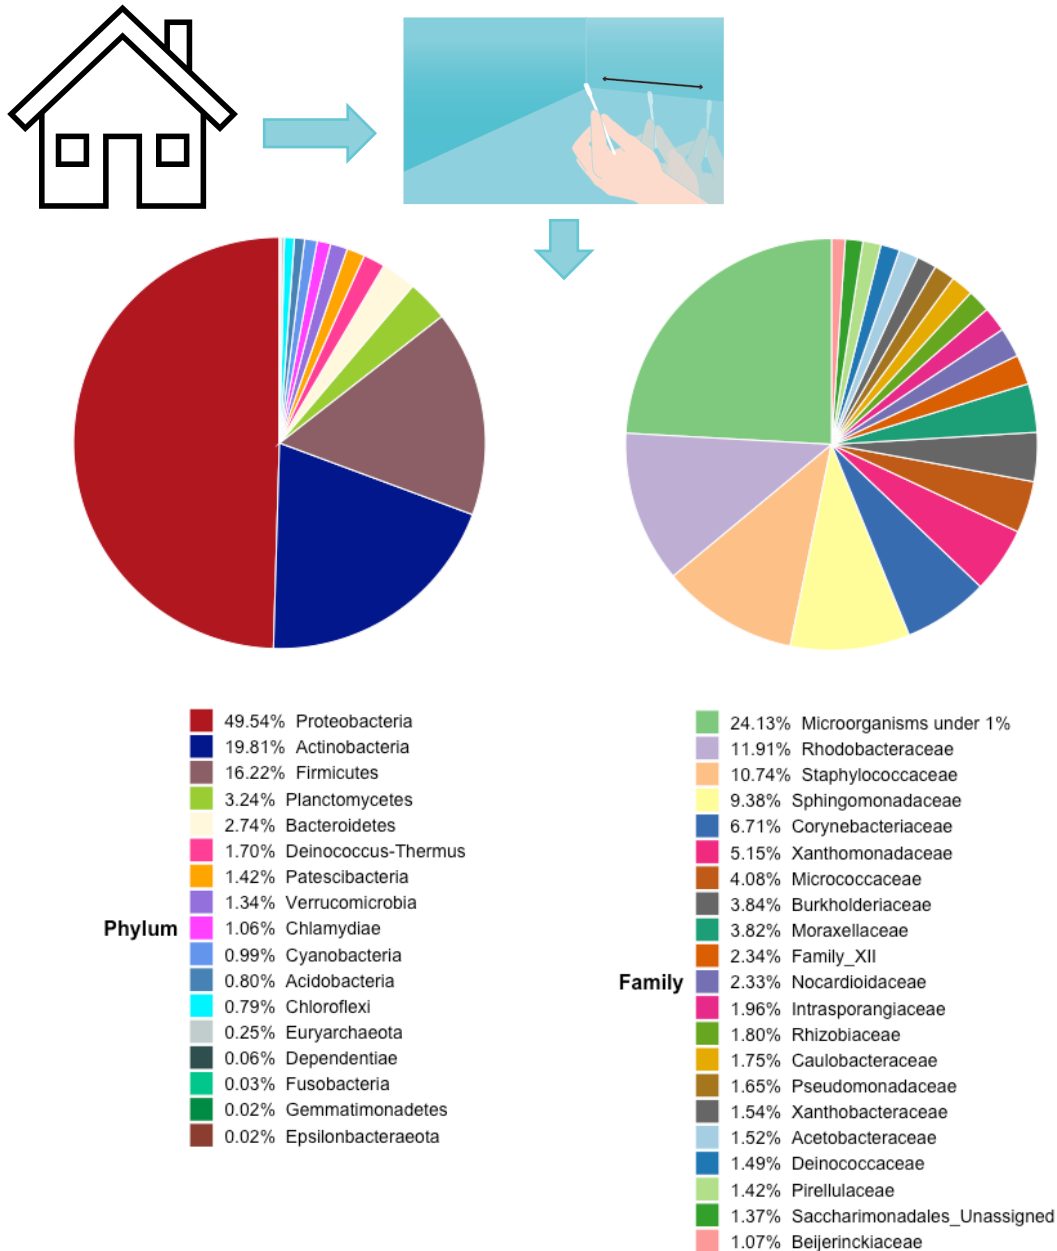 Phylum
49.54% Proteobacteria
19.81% Actinobacteria
16.22% Firmicutes
3.24% Planctomycetes
2.74% Bacteroidetes
1.70% Deinococcus-Thermus
1.42% Patescibacteria
1.34% Verrucomicrobia
1.06% Chlamydiae
0.99% Cyanobacteria
0.80% Acidobacteria
0.79% Chloroflexi
0.25% Euryarchaeota
0.06% Dependentiae
0.03% Fusobacteria
0.02% Gemmatimonadetes
0.02% Epsilonbacteraeota
Family
24.13% Microorganisms under 1%
11.91% Rhodobacteraceae
10.74% Staphylococcaceae
9.38% Sphingomonadaceae
6.71% Corynebacteriaceae
5.15% Xanthomonadaceae
4.08% Micrococcaceae
3.84% Burkholderiaceae
3.82% Moraxellaceae
2.34% Family_XII
2.33% Nocardioidaceae
1.96% Intrasporangiaceae
1.80% Rhizobiaceae
1.75% Caulobacteraceae
1.65% Pseudomonadaceae
1.54% Xanthobacteraceae
1.52% Acetobacteraceae
1.49% Deinococcaceae
1.42% Pirellulaceae
1.37% Saccharimonadales_Unassigned
1.07% Beijerinckiaceae